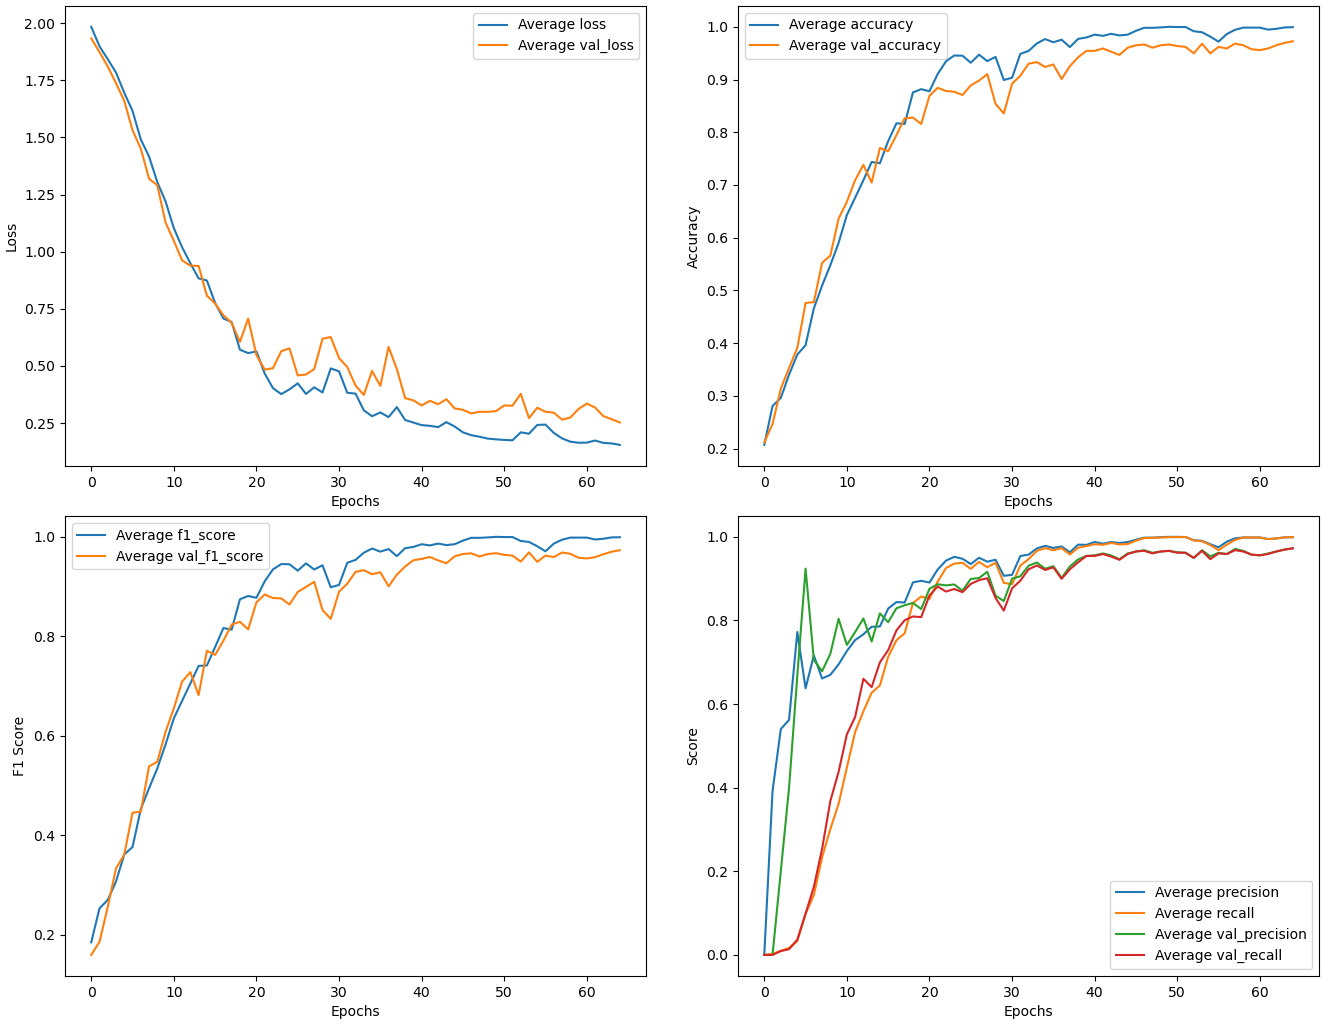 2.00
1.75
1.50
1.25
1.00
0.75
0.50
0.25
Loss
0 10 20 30 40 50 60
Epochs
Average loss
Average val_loss
1.0
0.9
0.8
0.7
0.6
0.5
0.4
0.3
0.2
Accuracy
0 10 20 30 40 50 60
Epochs
Average accuracy
Average val_accuracy
1.0
0.8
0.6
0.4
0.2
F1 Score
0 10 20 30 40 50 60
Epochs
Average f1_score
Average val_f1_score
1.0
0.8
0.6
0.4
0.2
0.0
Score
0 10 20 30 40 50 60
Epochs
Average precision
Average recall
Average val_precision
Average val_recall